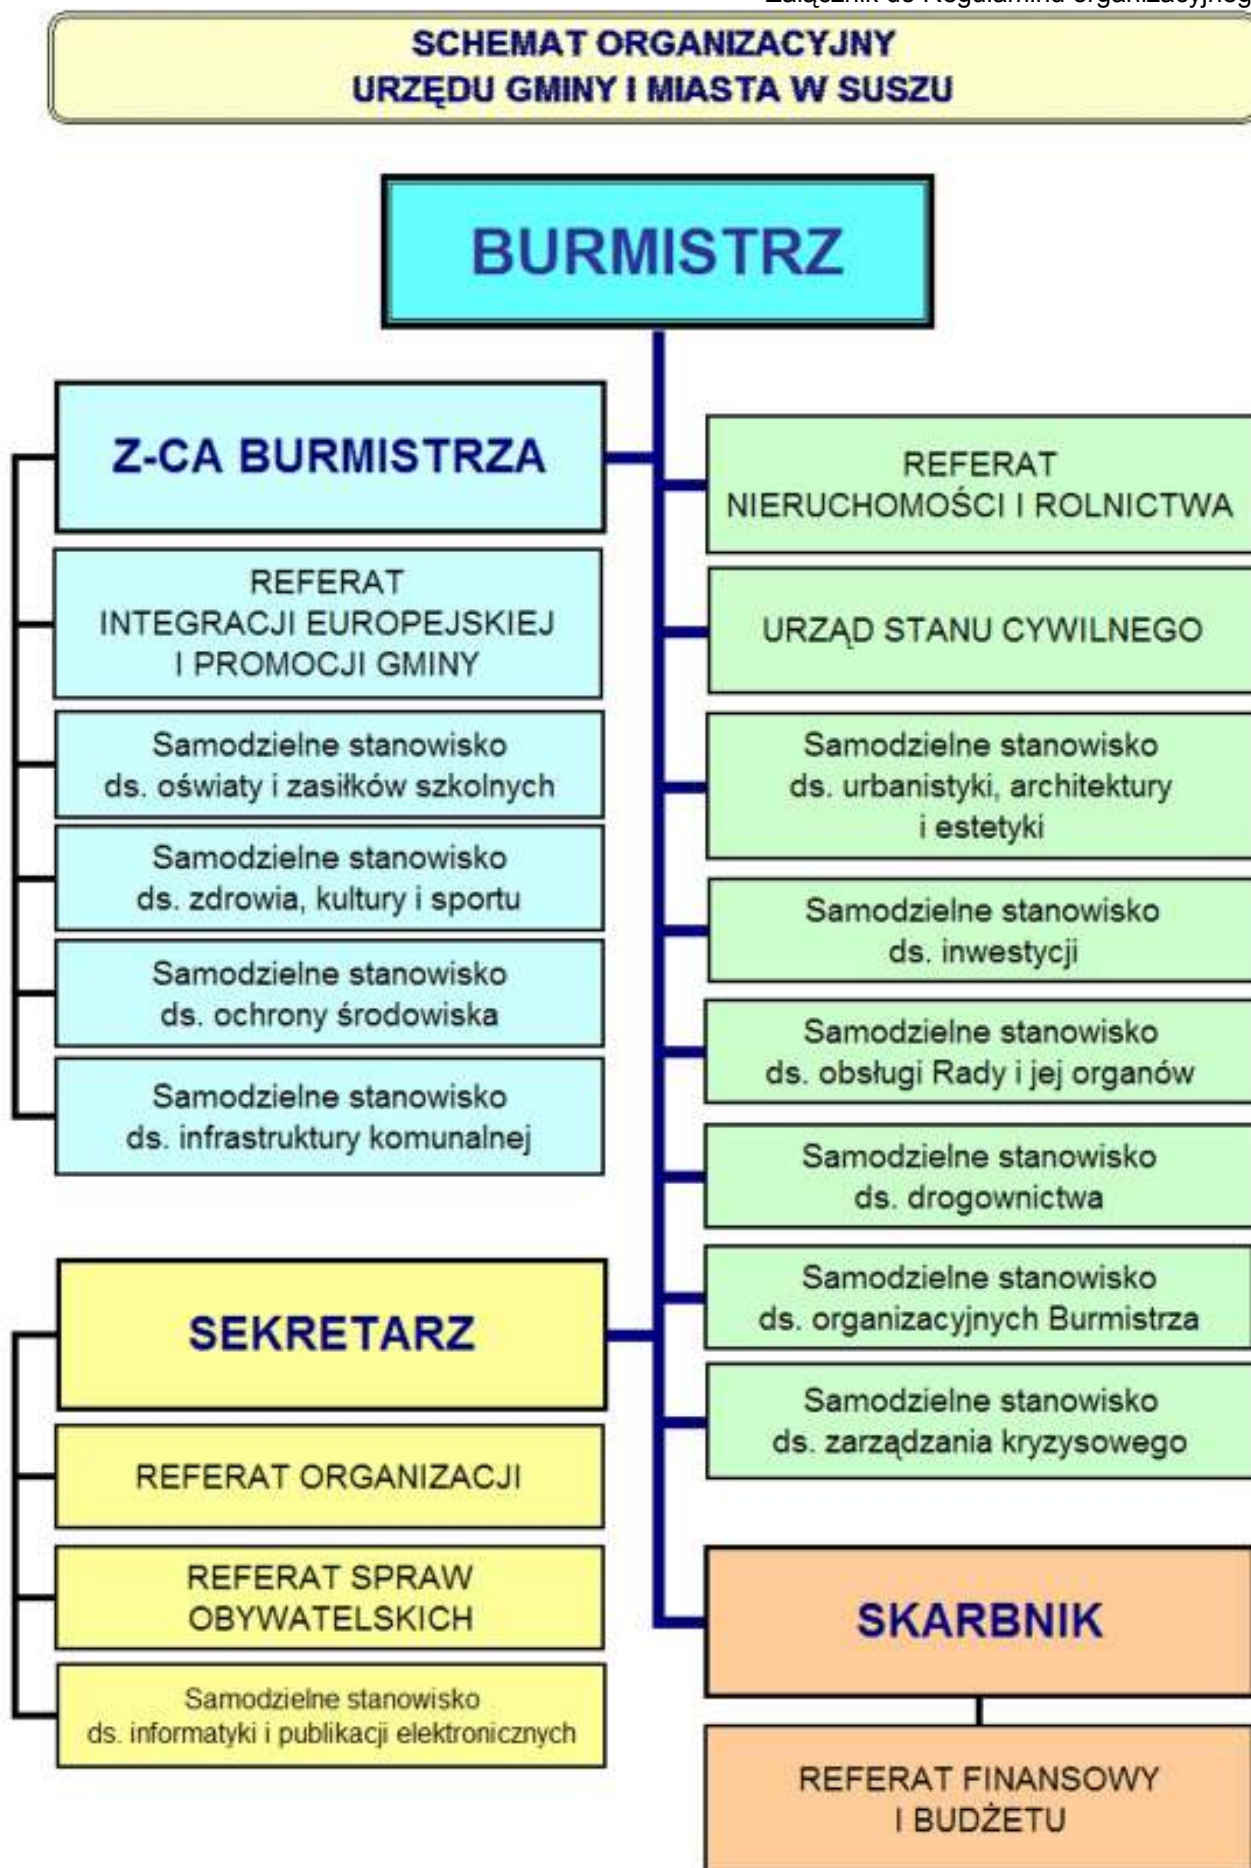 Załącznik do Regulaminu organizacyjneg
SCHEMAT ORGANIZACYJNY
URZĘDU GMINY I MIASTA W SUSZU
BURMISTRZ
Z-CA BURMISTRZA
REFERAT
INTEGRACJI EUROPEJSKIEJ
I PROMOCJI GMINY
Samodzielne stanowisko
ds. oświaty i zasiłków szkolnych
Samodzielne stanowisko
ds. zdrowia, kultury i sportu
Samodzielne stanowisko
ds. ochrony środowiska
Samodzielne stanowisko
ds. infrastruktury komunalnej
SEKRETARZ
REFERAT ORGANIZACJI
REFERAT SPRAW
OBYWATELSKICH
Samodzielne stanowisko
ds. informatyki i publikacji elektronicznych
REFERAT
NIERUCHOMOŚCI I ROLNICTWA
URZĄD STANU CYWILNEGO
Samodzielne stanowisko
ds. urbanistyki, architektury
i estetyki
Samodzielne stanowisko
ds. inwestycji
Samodzielne stanowisko
ds. obsługi Rady i jej organów
Samodzielne stanowisko
ds. drogownictwa
Samodzielne stanowisko
ds. organizacyjnych Burmistrza
Samodzielne stanowisko
ds. zarządzania kryzysowego
SKARBNIK
REFERAT FINANSOWY
I BUDŻETU